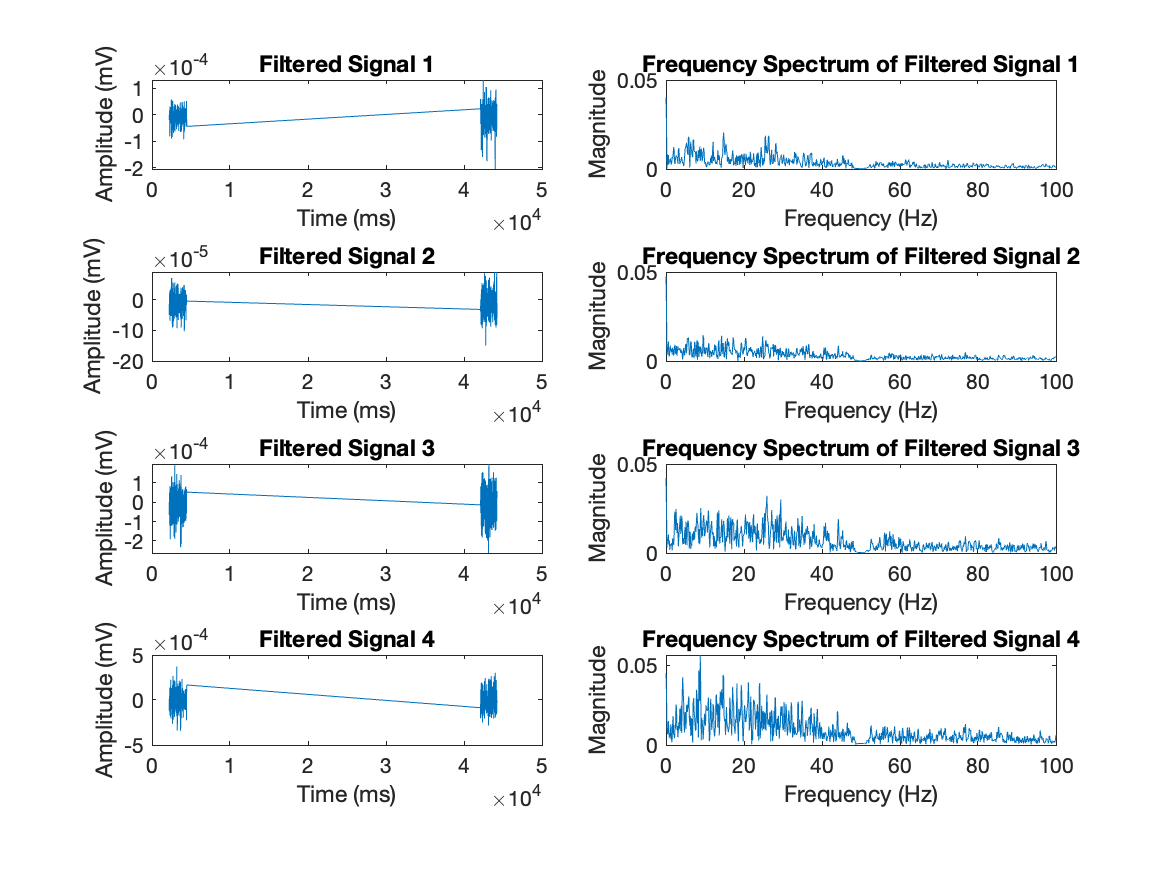 Filtered Signal 1
×10^-4
Amplitude (mV)
1
0
-1
-2
0 1 2 3 4 5
Time (ms)
×10^4
Frequency Spectrum of Filtered Signal 1
Magnitude
0.05
0
0 20 40 60 80 100
Frequency (Hz)
Filtered Signal 2
×10^-5
Amplitude (mV)
0
-10
-20
0 1 2 3 4 5
Time (ms)
×10^4
Frequency Spectrum of Filtered Signal 2
Magnitude
0.05
0
0 20 40 60 80 100
Frequency (Hz)
Filtered Signal 3
×10^-4
Amplitude (mV)
1
0
-1
-2
0 1 2 3 4 5
Time (ms)
×10^4
Frequency Spectrum of Filtered Signal 3
Magnitude
0.05
0
0 20 40 60 80 100
Frequency (Hz)
Filtered Signal 4
×10^-4
Amplitude (mV)
5
0
-5
0 1 2 3 4 5
Time (ms)
×10^4
Frequency Spectrum of Filtered Signal 4
Magnitude
0.05
0
0 20 40 60 80 100
Frequency (Hz)